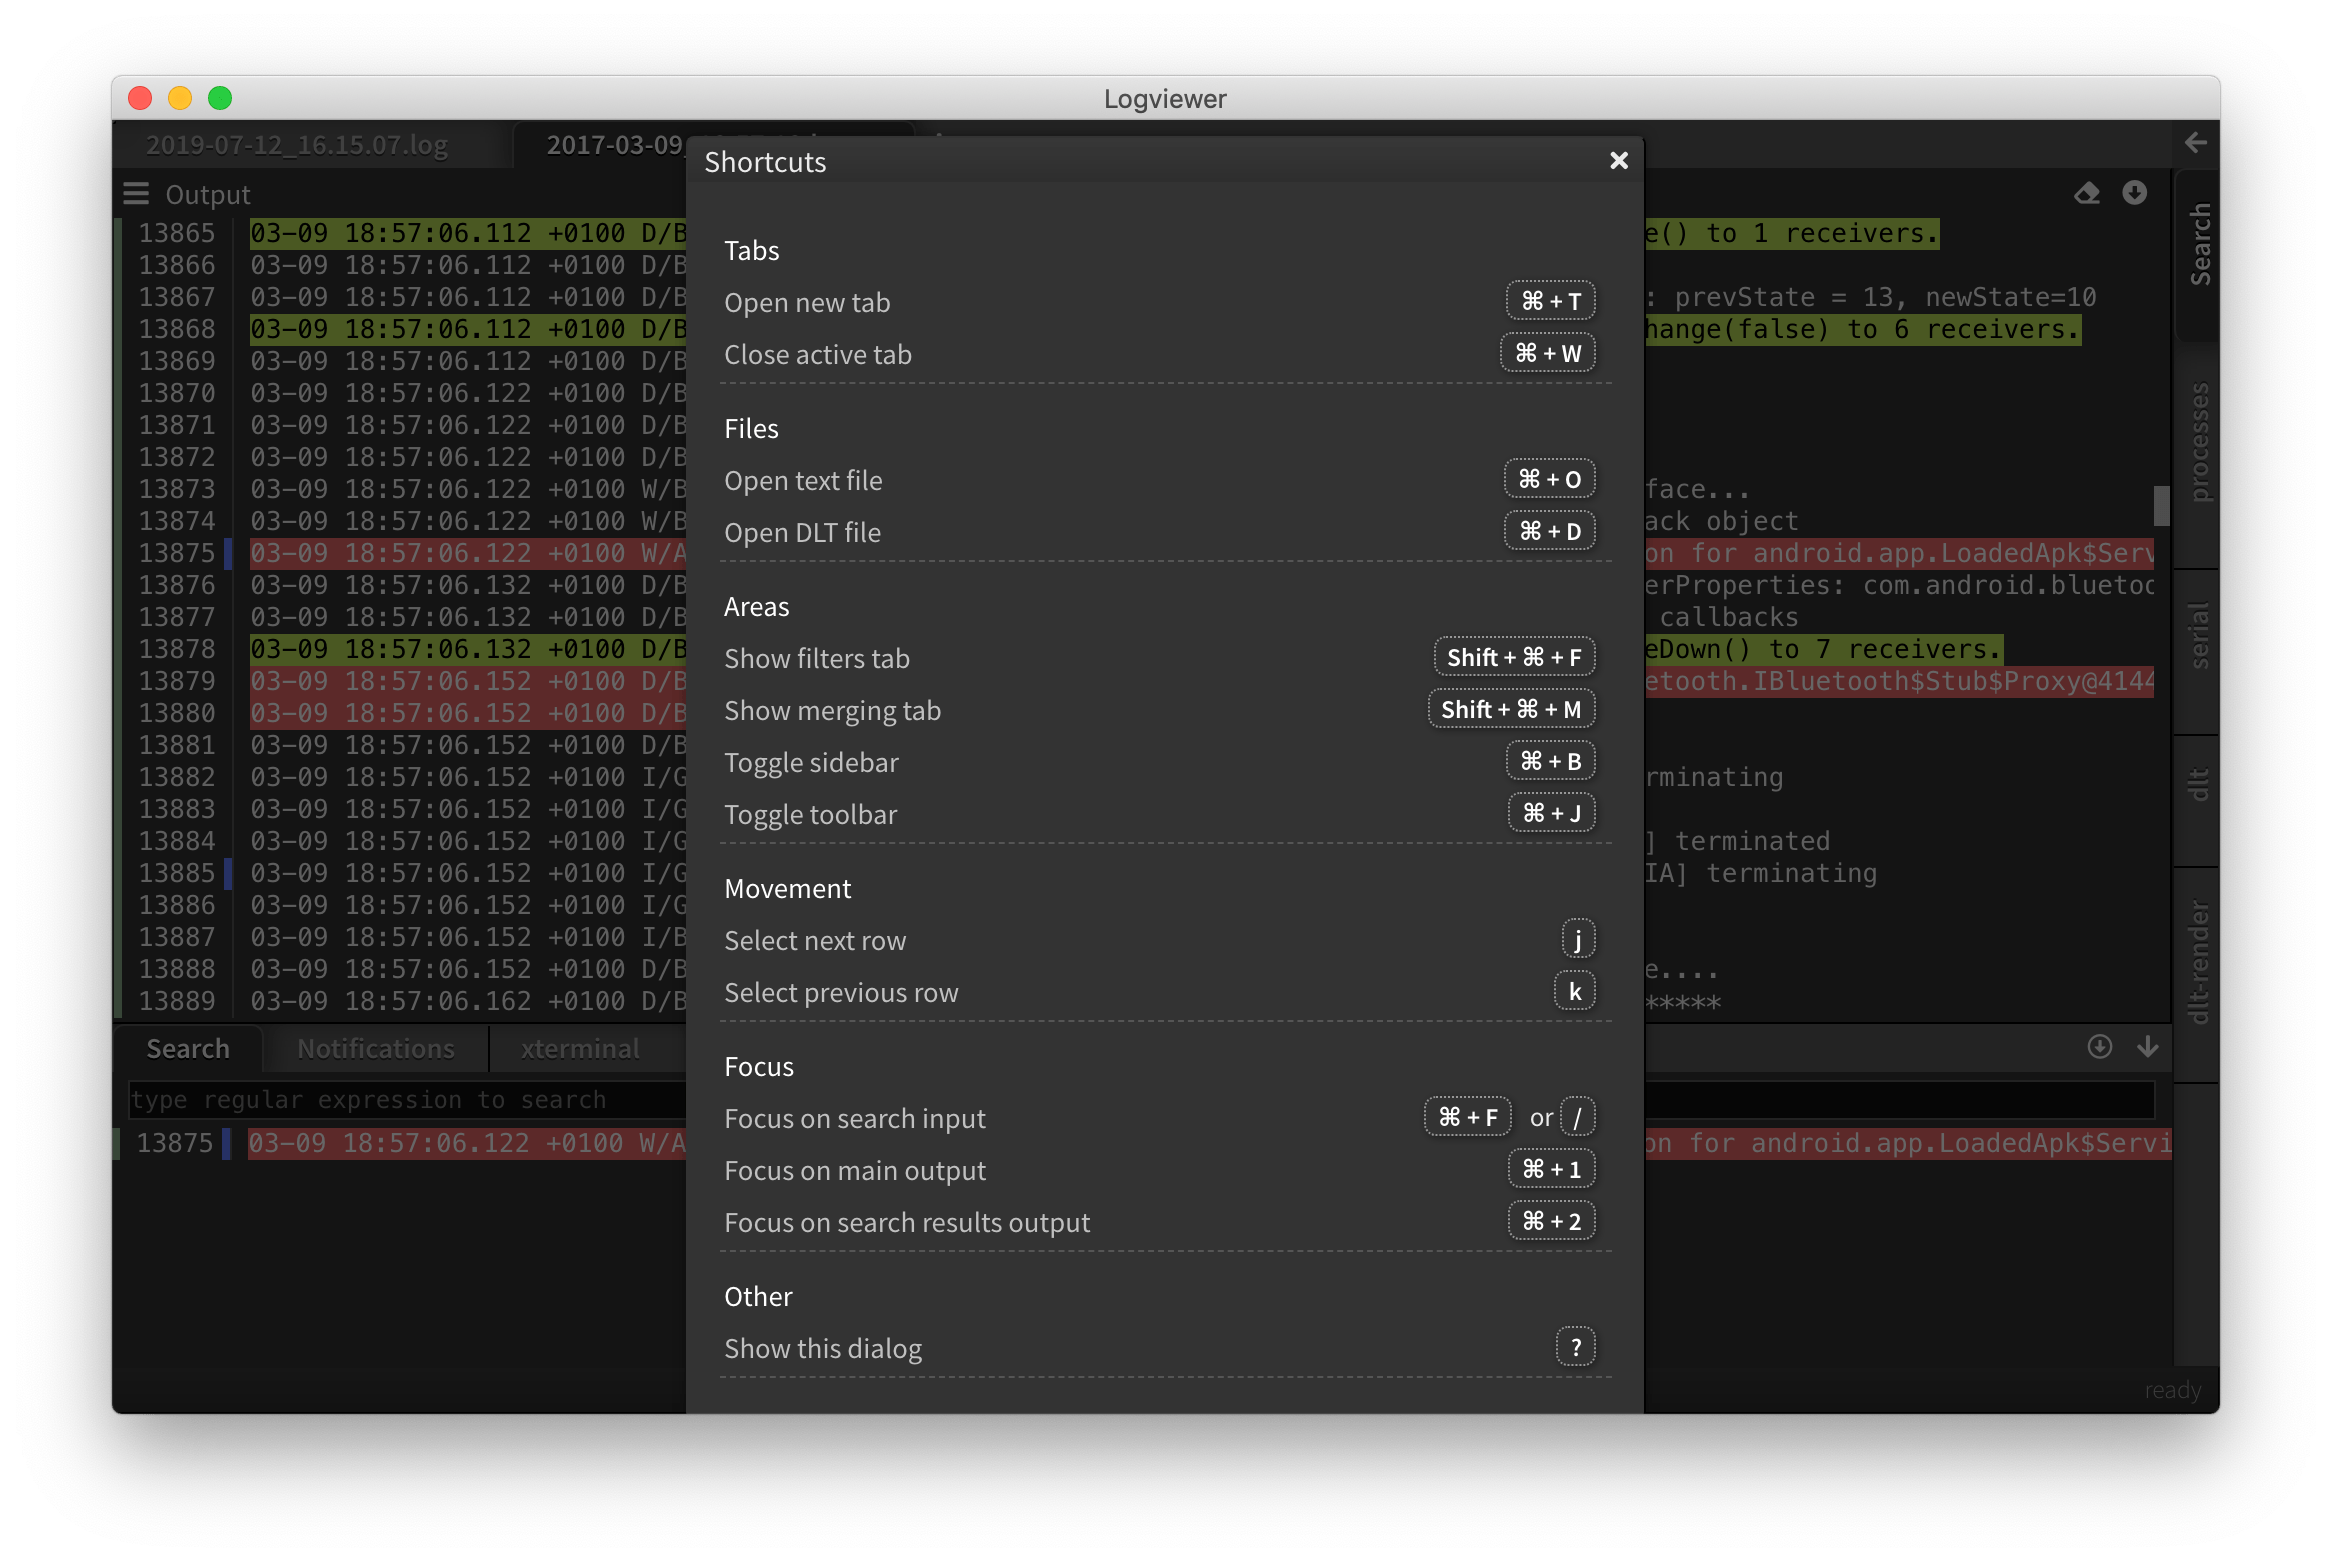 Logviewer
2019-07-12_16.15.07.log
2017-03-09
Shortcuts
Output
13865 03-09 18:57:06.112 +0100 D/B e() to 1 receivers.
13866 03-09 18:57:06.112 +0100 D/B
13867 03-09 18:57:06.112 +0100 D/B : prevState = 13, newState=10
13868 03-09 18:57:06.112 +0100 D/B hange(false) to 6 receivers.
13869 03-09 18:57:06.112 +0100 D/B
13870 03-09 18:57:06.122 +0100 D/B
13871 03-09 18:57:06.122 +0100 D/B
13872 03-09 18:57:06.122 +0100 D/B
13873 03-09 18:57:06.122 +0100 W/B face...
13874 03-09 18:57:06.122 +0100 W/B ack object
13875 03-09 18:57:06.122 +0100 W/A on for android.app.LoadedApk$Serv
13876 03-09 18:57:06.132 +0100 D/B erProperties: com.android.bluetoo
13877 03-09 18:57:06.132 +0100 D/B callbacks
13878 03-09 18:57:06.132 +0100 D/B eDown() to 7 receivers.
13879 03-09 18:57:06.152 +0100 D/B etooth.IBluetooth$Stub$Proxy@4144
13880 03-09 18:57:06.152 +0100 D/B
13881 03-09 18:57:06.152 +0100 D/B
13882 03-09 18:57:06.152 +0100 I/G rminating
13883 03-09 18:57:06.152 +0100 I/G
13884 03-09 18:57:06.152 +0100 I/G ] terminated
13885 03-09 18:57:06.152 +0100 I/G IA] terminating
13886 03-09 18:57:06.152 +0100 I/G
13887 03-09 18:57:06.152 +0100 I/B
13888 03-09 18:57:06.152 +0100 D/B e....
13889 03-09 18:57:06.162 +0100 D/B *****
Tabs
Open new tab ⌘ + T
Close active tab ⌘ + W
Files
Open text file ⌘ + O
Open DLT file ⌘ + D
Areas
Show filters tab Shift + ⌘ + F
Show merging tab Shift + ⌘ + M
Toggle sidebar ⌘ + B
Toggle toolbar ⌘ + J
Movement
Select next row j
Select previous row k
Focus
Focus on search input ⌘ + F or /
Focus on main output ⌘ + 1
Focus on search results output ⌘ + 2
Other
Show this dialog ?
Search
processes
serial
dlt
dlt-render
Search Notifications xterminal
type regular expression to search
13875 03-09 18:57:06.122 +0100 W/A on for android.app.LoadedApk$Servi
ready